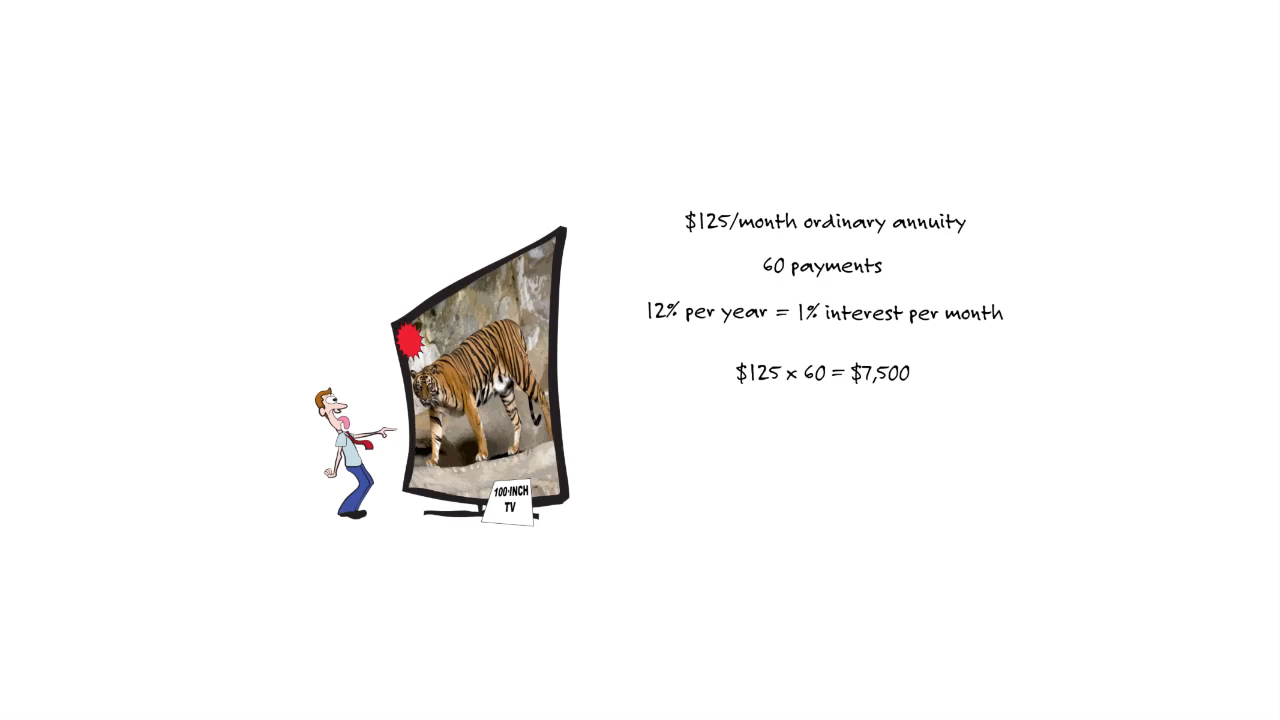 $125/month ordinary annuity
60 payments
12% per year = 1% interest per month
$125 x 60 = $7,500
100-INCH
TV